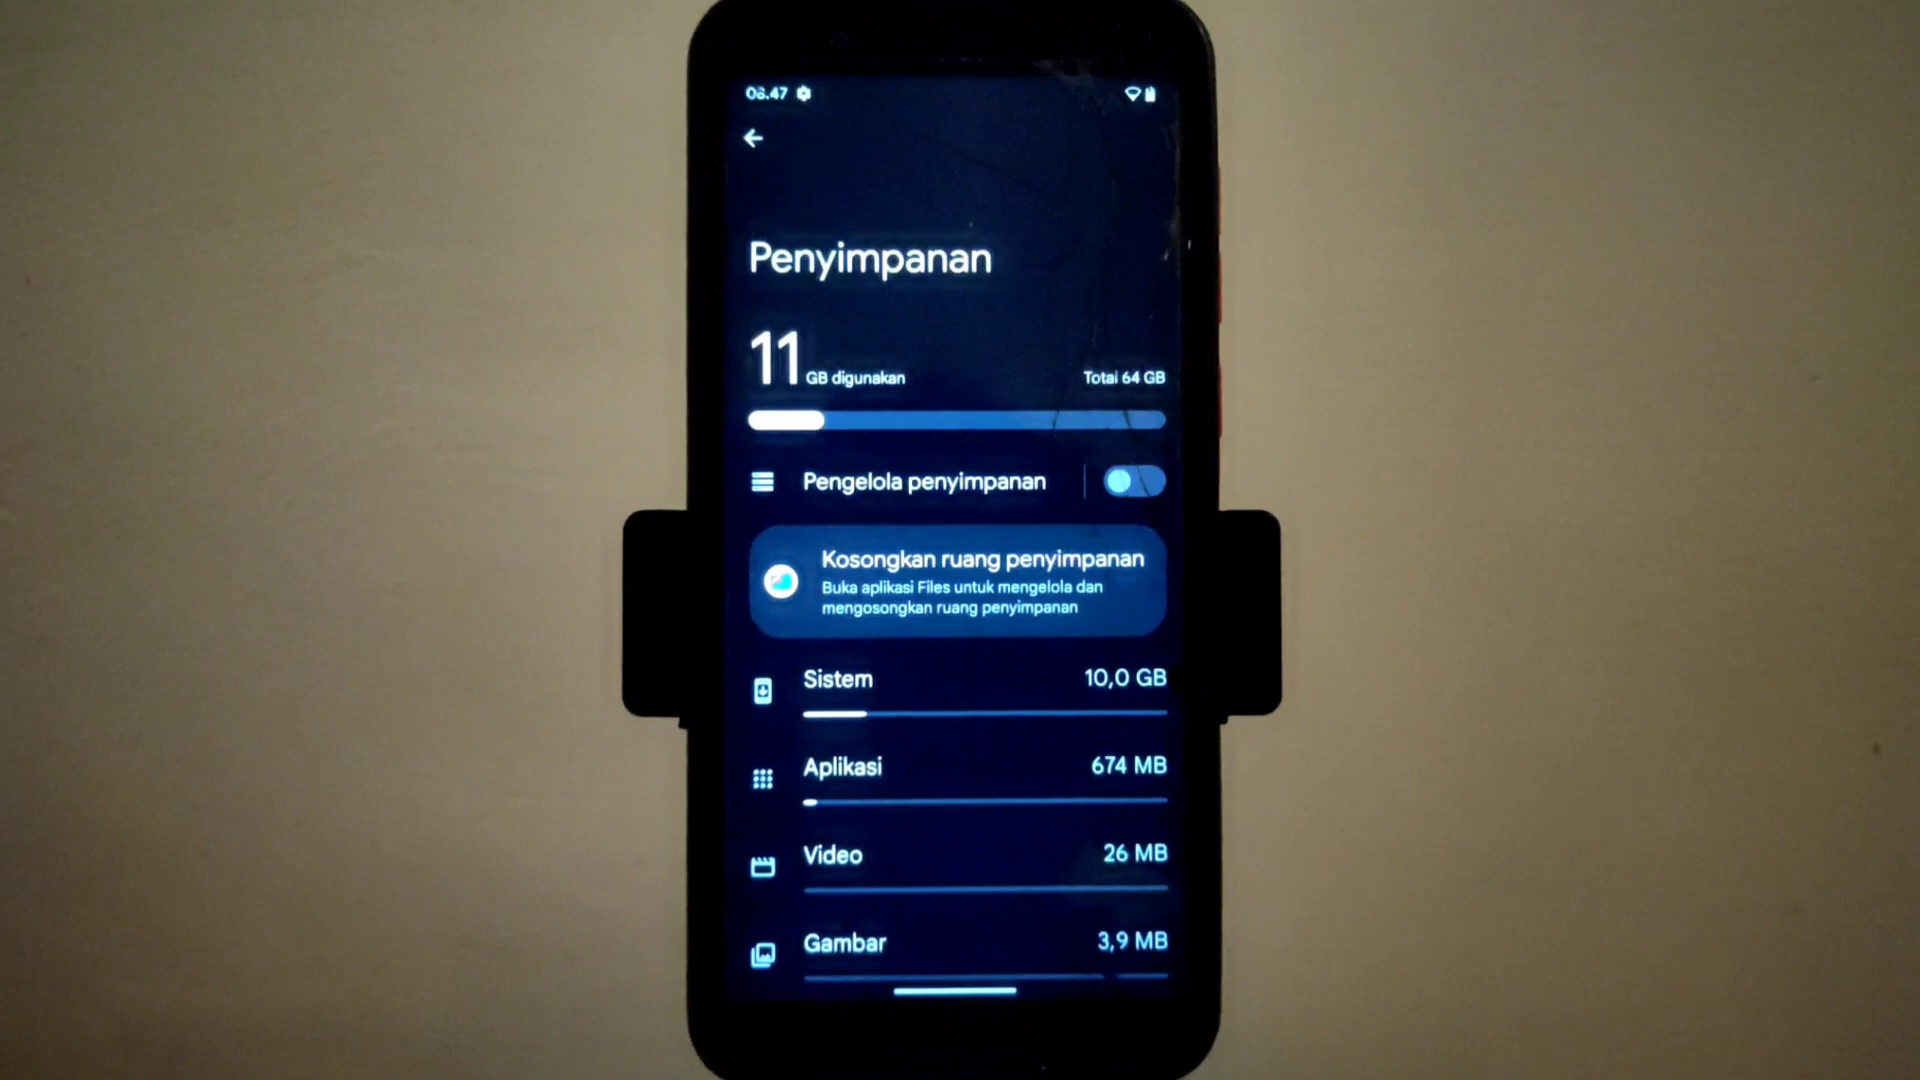 06.47
Penyimpanan
11 GB digunakan
Total 64 GB
Pengelola penyimpanan
Kosongkan ruang penyimpanan
Buka aplikasi Files untuk mengelola dan
mengosongkan ruang penyimpanan
Sistem 10,0 GB
Aplikasi 674 MB
Video 26 MB
Gambar 3,9 MB